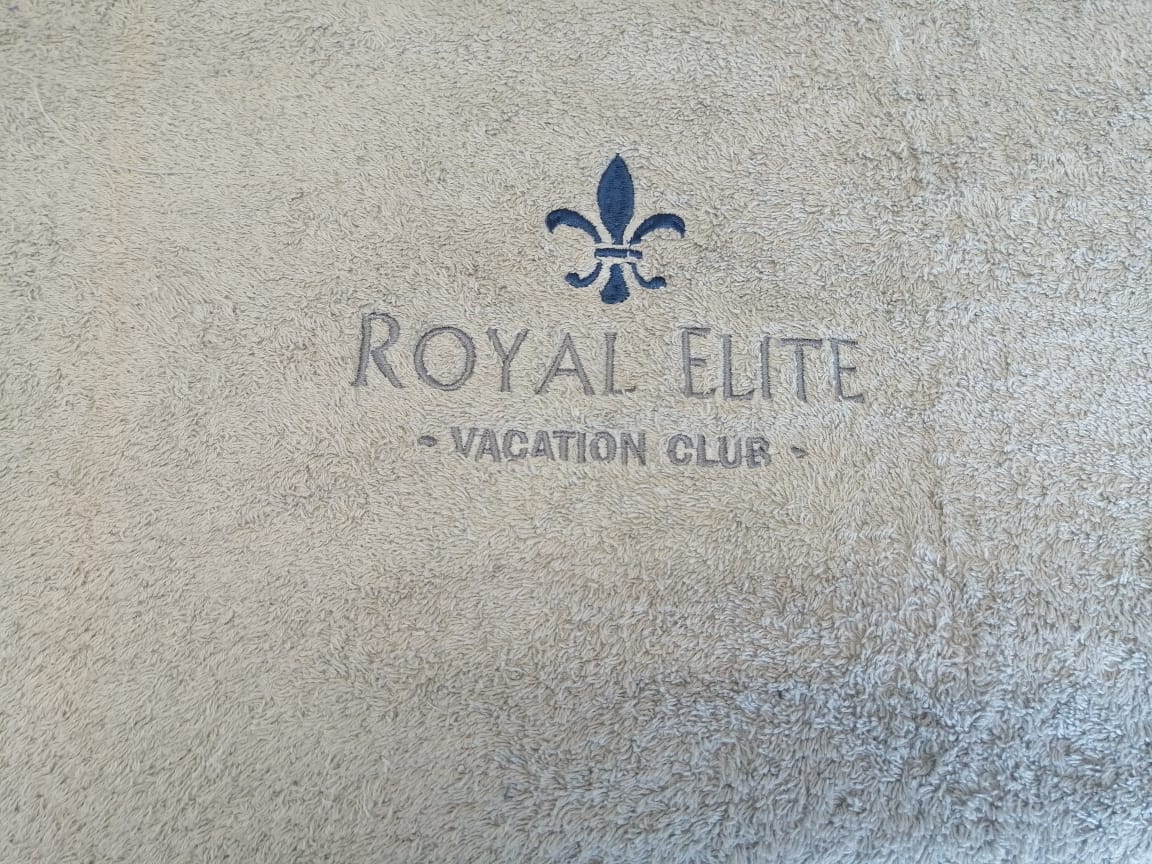 ROYAL ELITE
- VACATION CLUB -